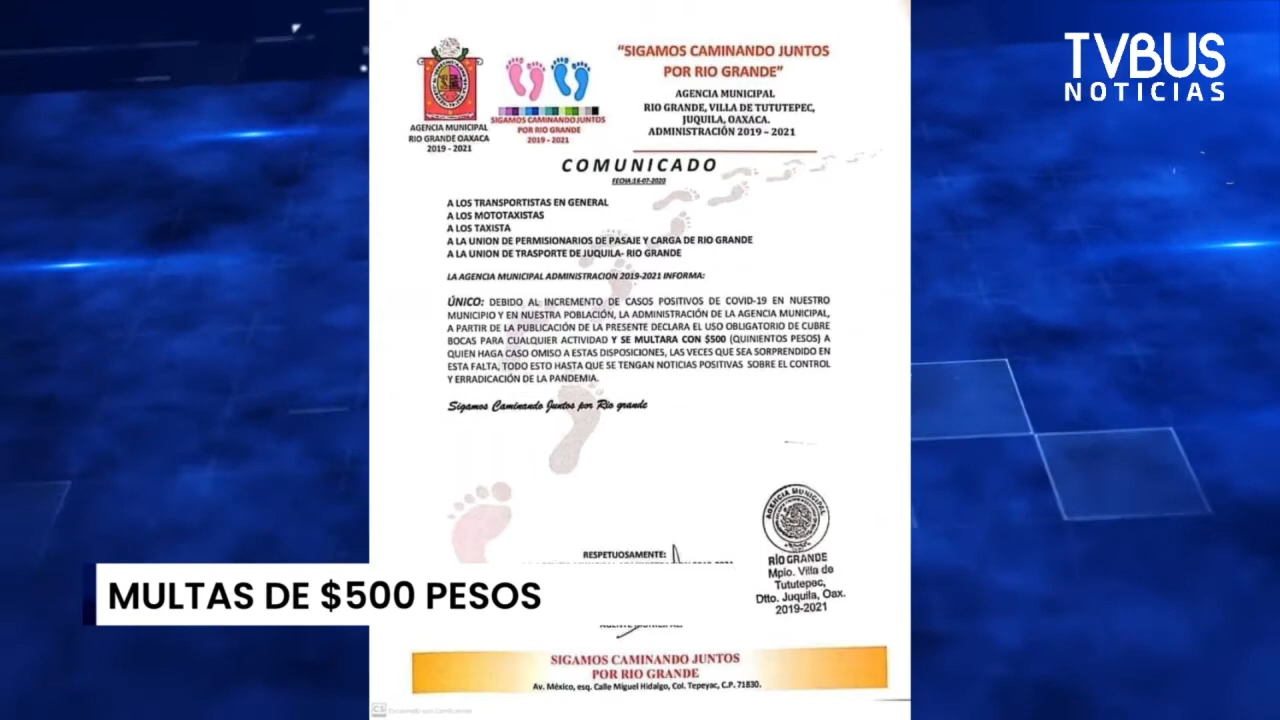 TVBUS
NOTICIAS
"SIGAMOS CAMINANDO JUNTOS
POR RIO GRANDE"
AGENCIA MUNICIPAL
RIO GRANDE, VILLA DE TUTUTEPEC,
JUQUILA, OAXACA.
ADMINISTRACIÓN 2019 – 2021
AGENCIA MUNICIPAL
RIO GRANDE OAXACA
2019 - 2021
SIGAMOS CAMINANDO JUNTOS
POR RIO GRANDE
2019 - 2021
COMUNICADO
FECHA:16-07-2020
A LOS TRANSPORTISTAS EN GENERAL
A LOS MOTOTAXISTAS
A LOS TAXISTA
A LA UNION DE PERMISIONARIOS DE PASAJE Y CARGA DE RIO GRANDE
A LA UNION DE TRASPORTE DE JUQUILA- RIO GRANDE
LA AGENCIA MUNICIPAL ADMINISTRACION 2019-2021 INFORMA:
ÚNICO: DEBIDO AL INCREMENTO DE CASOS POSITIVOS DE COVID-19 EN NUESTRO
MUNICIPIO Y EN NUESTRA POBLACIÓN, LA ADMINISTRACIÓN DE LA AGENCIA MUNICIPAL,
A PARTIR DE LA PUBLICACIÓN DE LA PRESENTE DECLARA EL USO OBLIGATORIO DE CUBRE
BOCAS PARA CUALQUIER ACTIVIDAD Y SE MULTARA CON $500 (QUINIENTOS PESOS) A
QUIEN HAGA CASO OMISO A ESTAS DISPOSICIONES, LAS VECES QUE SEA SORPRENDIDO EN
ESTA FALTA, TODO ESTO HASTA QUE SE TENGAN NOTICIAS POSITIVAS SOBRE EL CONTROL
Y ERRADICACIÓN DE LA PANDEMIA.
Sigamos Caminando Juntos por Rio grande
AGENCIA MUNICIPAL
RESPETUOSAMENTE:
RÍO GRANDE
Mpio. Villa de
Tututepec,
Dtto. Juquila, Oax.
2019-2021
MULTAS DE $500 PESOS
SIGAMOS CAMINANDO JUNTOS
POR RIO GRANDE
Av. México, esq. Calle Miguel Hidalgo, Col. Tepeyac, C.P. 71830.
CS Escaneado con CamScanner